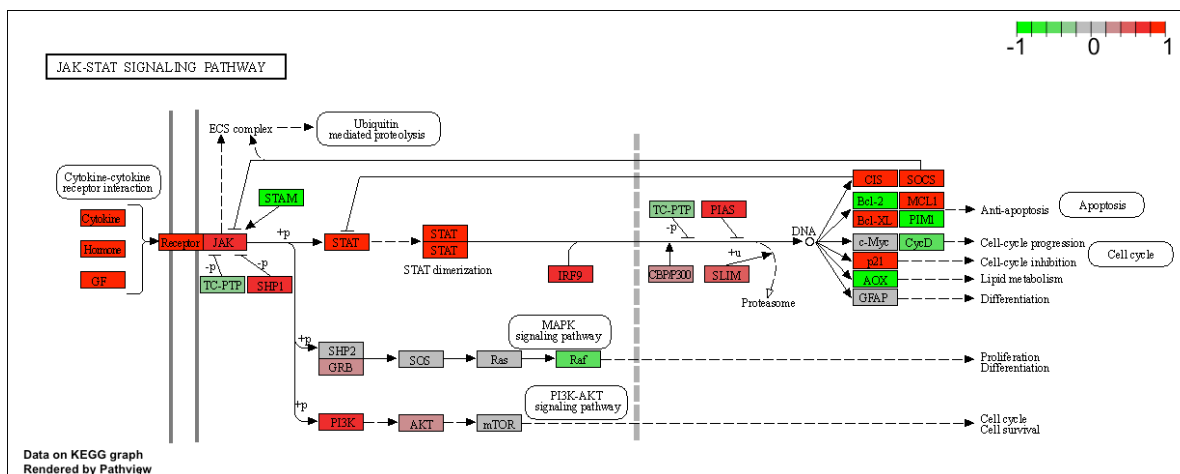 -1 0 1
JAK-STAT SIGNALING PATHWAY
ECS complex
Ubiquitin
mediated proteolysis
Cytokine-cytokine
receptor interaction
STAM
CIS SOCS
Cytokine
TC-PTP PIAS
Bcl-2 MCL1
Bcl-XL PIM1
Anti-apoptosis
Apoptosis
Hormone
Receptor JAK
+p
STAT
STAT
STAT
-p
DNA
c-Myc CycD
Cell-cycle progression
Cell cycle
GF
-p -p
STAT dimerization
+u
p21
Cell-cycle inhibition
TC-PTP SHP1
IRF9
CBP/P300 SLIM
AOX
Lipid metabolism
Proteasome
GFAP
Differentiation
MAPK
signaling pathway
+p
SHP2
GRB
SOS
Ras
Raf
Proliferation
Differentiation
PI3K-AKT
signaling pathway
+p
PI3K
AKT
mTOR
Cell cycle
Cell survival
Data on KEGG graph
Rendered by Pathview